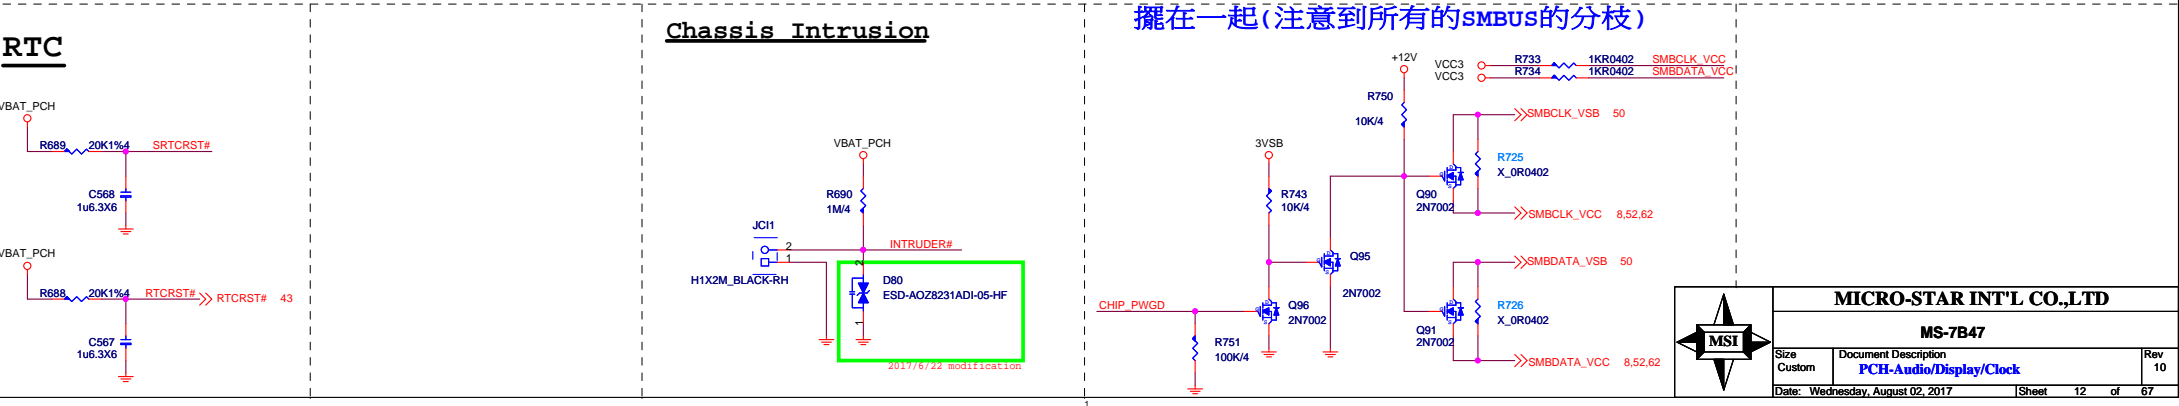 RTC
VBAT_PCH
R689 20K1%4 SRTCRST#
C568
1u6.3X6
VBAT_PCH
R688 20K1%4 RTCRST# RTCRST# 43
C567
1u6.3X6
Chassis Intrusion
VBAT_PCH
R690
1M/4
JCI1
2
1
INTRUDER#
H1X2M_BLACK-RH
2
D80
ESD-AOZ8231ADI-05-HF
1
2017/6/22 modification
擺在一起(注意到所有的SMBUS的分枝)
+12V
VCC3 R733 1KR0402 SMBCLK_VCC
VCC3 R734 1KR0402 SMBDATA_VCC
R750
10K/4
SMBCLK_VSB 50
3VSB
R725
X_0R0402
R743
10K/4
Q90
2N7002
SMBCLK_VCC 8,52,62
Q95
2N7002
SMBDATA_VSB 50
CHIP_PWGD
Q96
2N7002
R726
X_0R0402
Q91
2N7002
R751
100K/4
SMBDATA_VCC 8,52,62
1
MSI
MICRO-STAR INT'L CO.,LTD
MS-7B47
Size
Custom
Document Description
PCH-Audio/Display/Clock
Rev
10
Date: Wednesday, August 02, 2017 Sheet 12 of 67